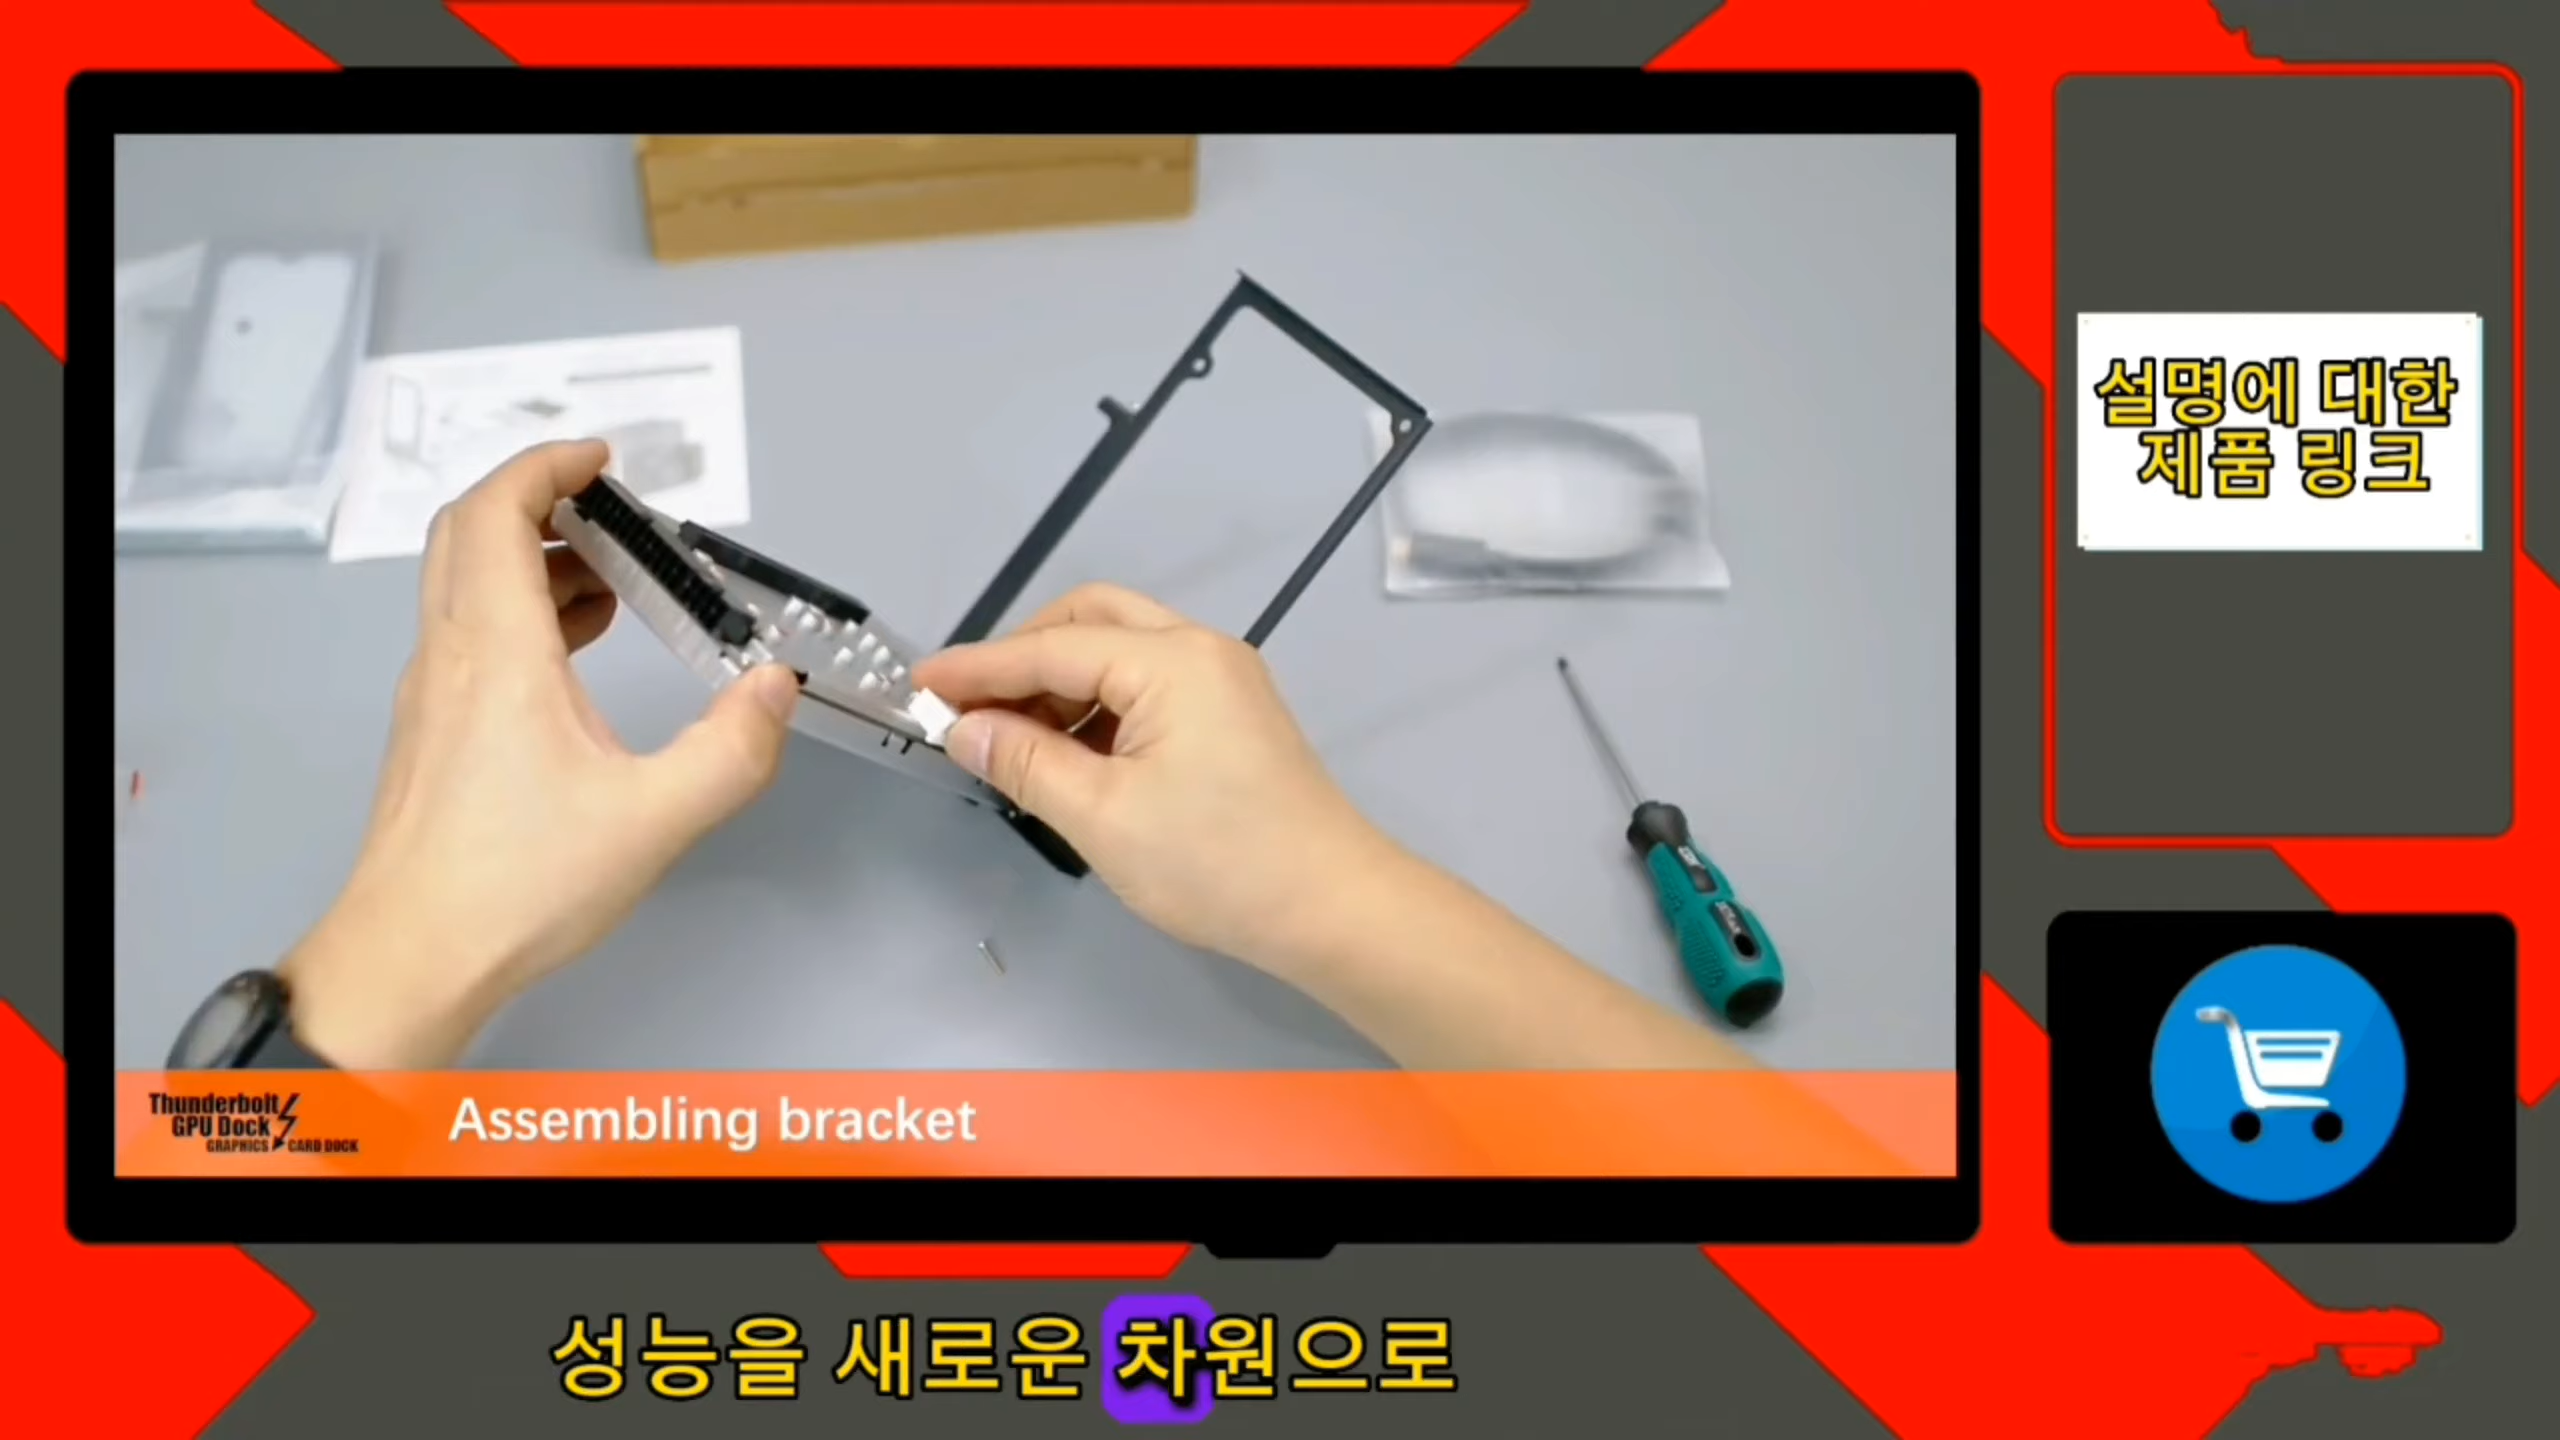 설명에 대한
제품 링크
Thunderbolt
GPU Dock
GRAPHICS CARD DOCK
Assembling bracket
성능을 새로운 차원으로